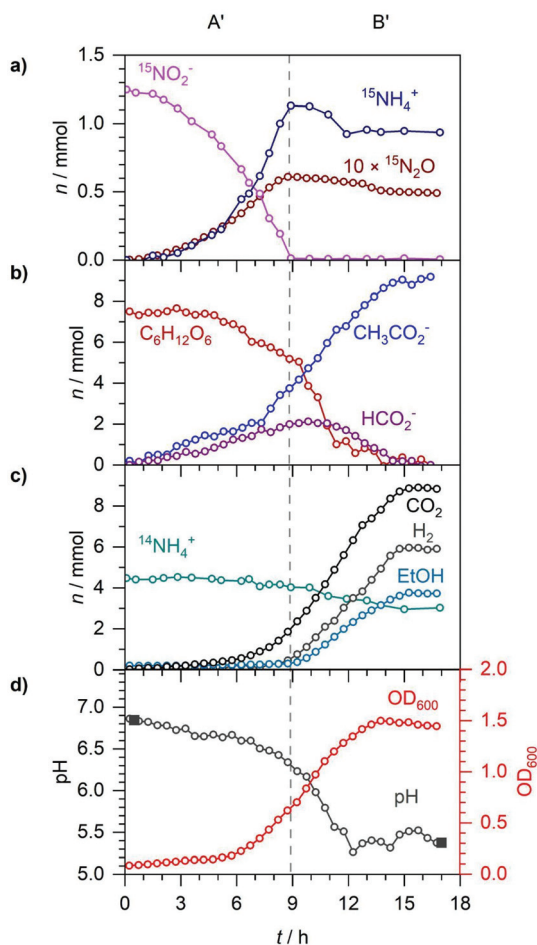 A' B'
a)
¹⁵NO₂⁻
¹⁵NH₄⁺
10 × ¹⁵N₂O
n / mmol
1.0
0.5
0.0
b)
C₆H₁₂O₆
CH₃CO₂⁻
HCO₂⁻
n / mmol
8
6
4
2
0
c)
¹⁴NH₄⁺
CO₂
H₂
EtOH
n / mmol
8
6
4
2
0
d)
OD₆₀₀
pH
pH
7.0
6.5
6.0
5.5
5.0
2.0
1.5
1.0
0.5
0.0
OD₆₀₀
0 3 6 9 12 15 18
t / h